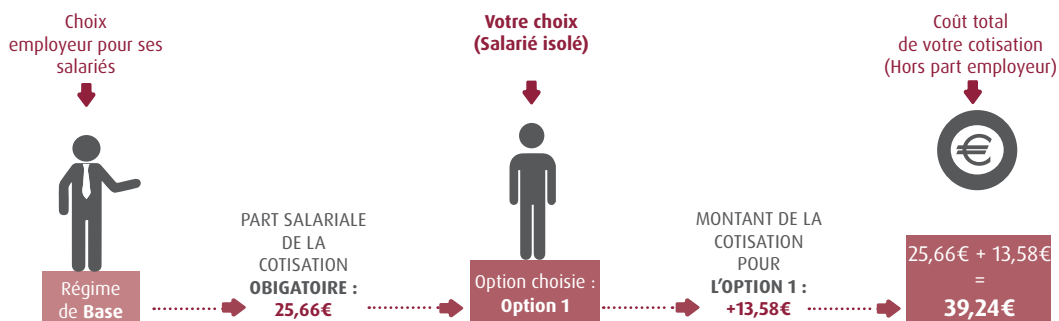 Choix
employeur pour ses
salariés
Votre choix
(Salarié isolé)
Coût total
de votre cotisation
(Hors part employeur)
€
Régime
de Base
PART SALARIALE
DE LA
COTISATION
OBIGATOIRE :
25,66€
Option choisie :
Option 1
MONTANT DE LA
COTISATION
POUR
L'OPTION 1 :
+13,58€
25,66€ + 13,58€
=
39,24€